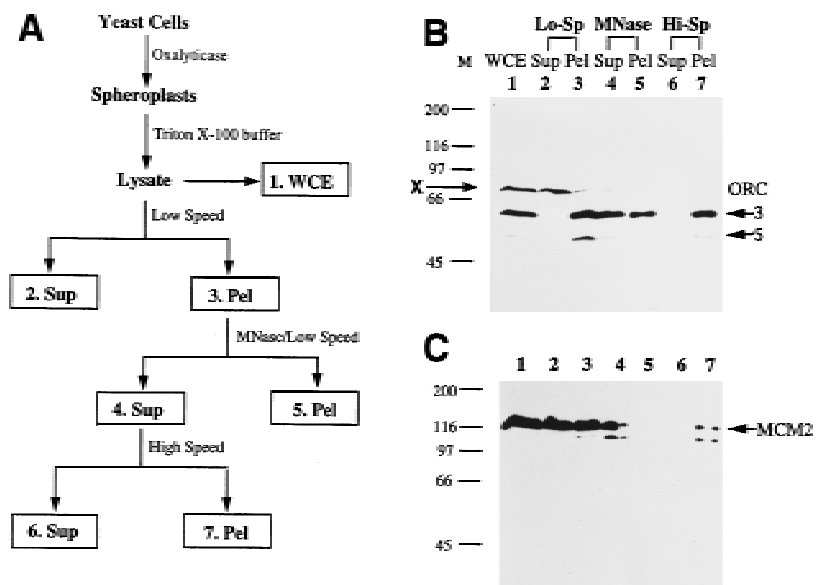 A
Yeast Cells
Oxalyticase
Spheroplasts
Triton X-100 buffer
Lysate
1. WCE
Low Speed
2. Sup
3. Pel
MNase/Low Speed
4. Sup
5. Pel
High Speed
6. Sup
7. Pel
B
Lo-Sp MNase Hi-Sp
M WCE Sup Pel Sup Pel Sup Pel
1 2 3 4 5 6 7
200
116
97
X
66
45
ORC
3
5
C
1 2 3 4 5 6 7
200
116
97
66
45
MCM2